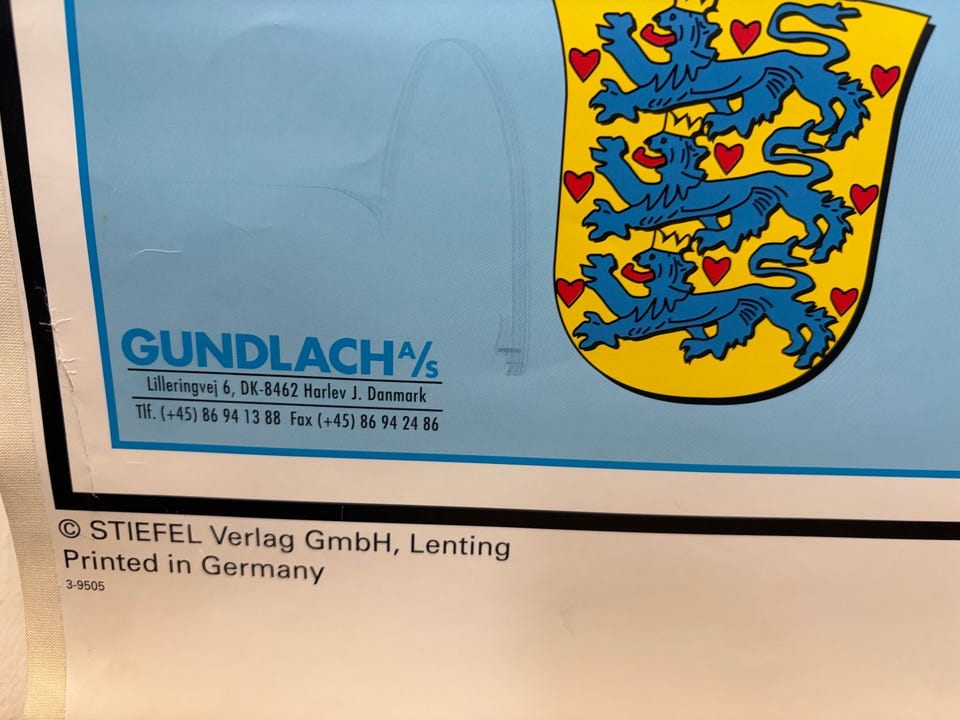 GUNDLACH A/S
Lilleringvej 6, DK-8462 Harlev J. Danmark
Tlf. (+45) 86 94 13 88 Fax (+45) 86 94 24 86
© STIEFEL Verlag GmbH, Lenting
Printed in Germany
3-9505